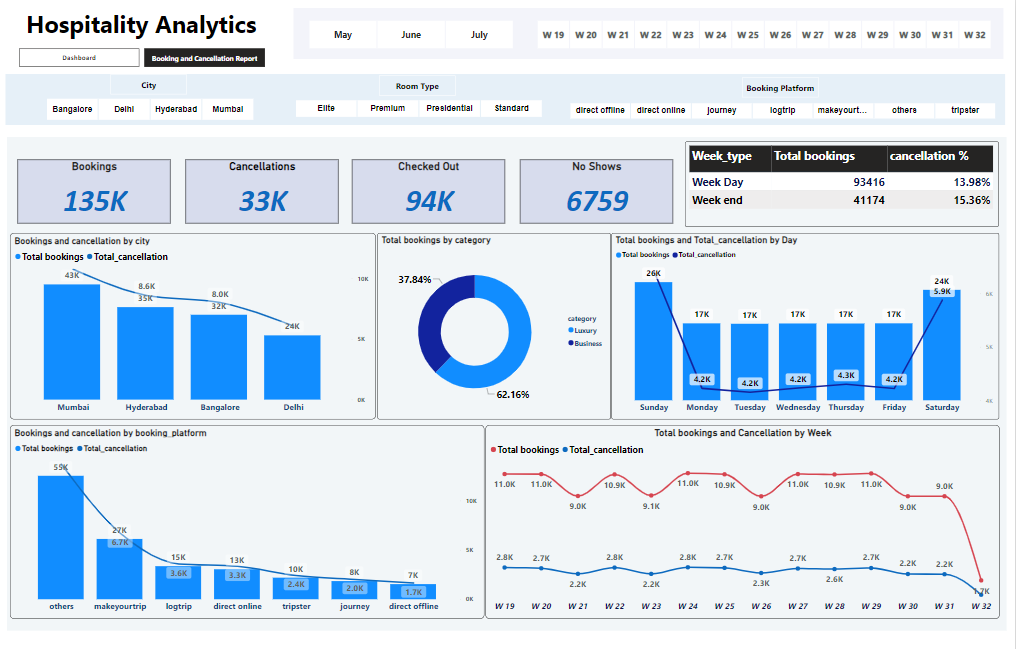 Hospitality Analytics
Dashboard
Booking and Cancellation Report
May June July
W 19 W 20 W 21 W 22 W 23 W 24 W 25 W 26 W 27 W 28 W 29 W 30 W 31 W 32
City
Bangalore Delhi Hyderabad Mumbai
Room Type
Elite Premium Presidential Standard
Booking Platform
direct offline direct online journey logtrip makeyourt... others tripster
Bookings
135K
Cancellations
33K
Checked Out
94K
No Shows
6759
Week_type Total bookings cancellation %
Week Day 93416 13.98%
Week end 41174 15.36%
Bookings and cancellation by city
Total bookings Total_cancellation
43K
8.6K
35K
8.0K
32K
24K
10K
5K
0K
Mumbai Hyderabad Bangalore Delhi
Total bookings by category
37.84%
62.16%
category
Luxury
Business
Total bookings and Total_cancellation by Day
Total bookings Total_cancellation
26K 17K 17K 17K 17K 17K 24K
4.2K 4.2K 4.2K 4.3K 4.2K 5.9K
6K
5K
4K
Sunday Monday Tuesday Wednesday Thursday Friday Saturday
Bookings and cancellation by booking_platform
Total bookings Total_cancellation
55K 27K 15K 13K 10K 8K 7K
6.7K 3.6K 3.3K 2.4K 2.0K 1.7K
10K
5K
0K
others makeyourtrip logtrip direct online tripster journey direct offline
Total bookings and Cancellation by Week
Total bookings Total_cancellation
11.0K 11.0K 9.0K 10.9K 9.1K 11.0K 10.9K 9.0K 11.0K 10.9K 11.0K 9.0K 9.0K
2.8K 2.7K 2.2K 2.8K 2.2K 2.8K 2.7K 2.3K 2.7K 2.6K 2.7K 2.2K 2.2K
W 19 W 20 W 21 W 22 W 23 W 24 W 25 W 26 W 27 W 28 W 29 W 30 W 31 W 32